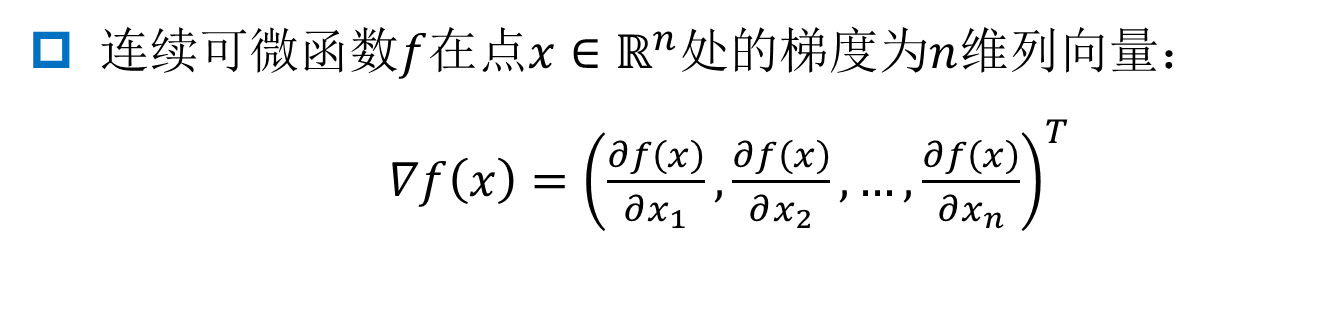 连续可微函数f在点x ∈ ℝⁿ处的梯度为n维列向量：
∇f(x) = (∂f(x)/∂x₁, ∂f(x)/∂x₂, …, ∂f(x)/∂xₙ)ᵀ